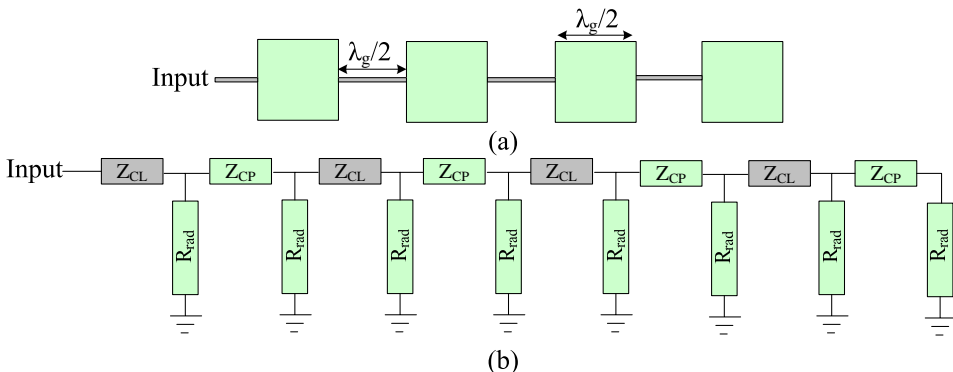 λg/2
λg/2
Input
(a)
Input
ZCL ZCP ZCL ZCP ZCL ZCP ZCL ZCP
Rrad Rrad Rrad Rrad Rrad Rrad Rrad Rrad
(b)